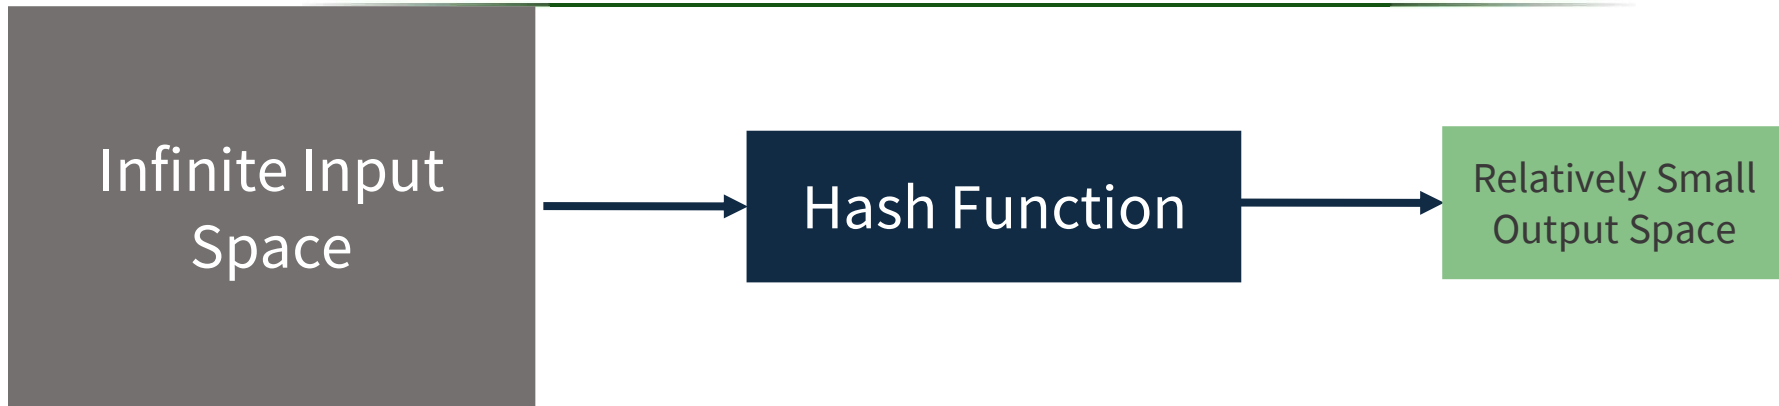 Infinite Input
Space
Hash Function
Relatively Small
Output Space